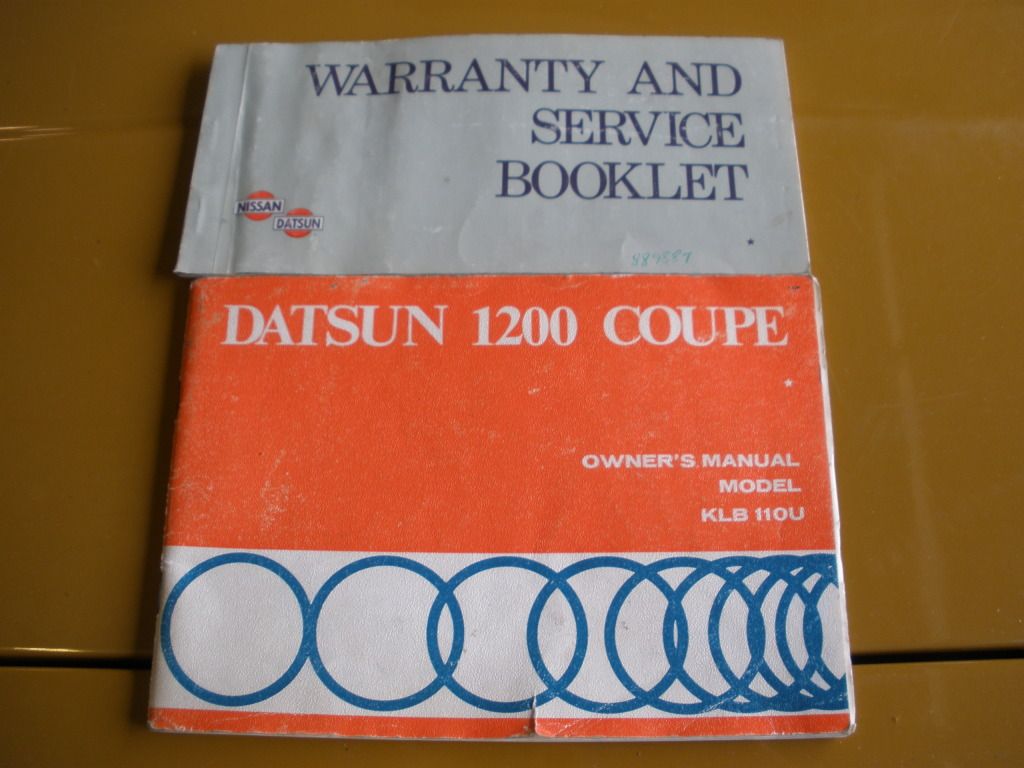 WARRANTY AND
SERVICE
BOOKLET
NISSAN
DATSUN
DATSUN 1200 COUPE
OWNER'S MANUAL
MODEL
KLB 110U